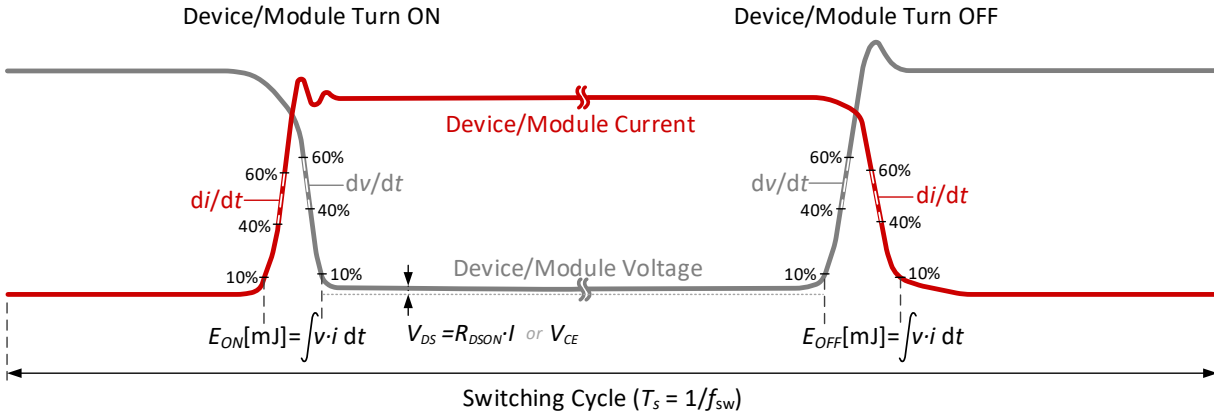 Device/Module Turn ON
Device/Module Turn OFF
Device/Module Current
60%
60%
60%
60%
di/dt
dv/dt
dv/dt
di/dt
40%
40%
40%
40%
Device/Module Voltage
10%
10%
10%
10%
E_ON[mJ]=∫v·i dt
V_DS =R_DSON·I or V_CE
E_OFF[mJ]=∫v·i dt
Switching Cycle (T_s = 1/f_sw)